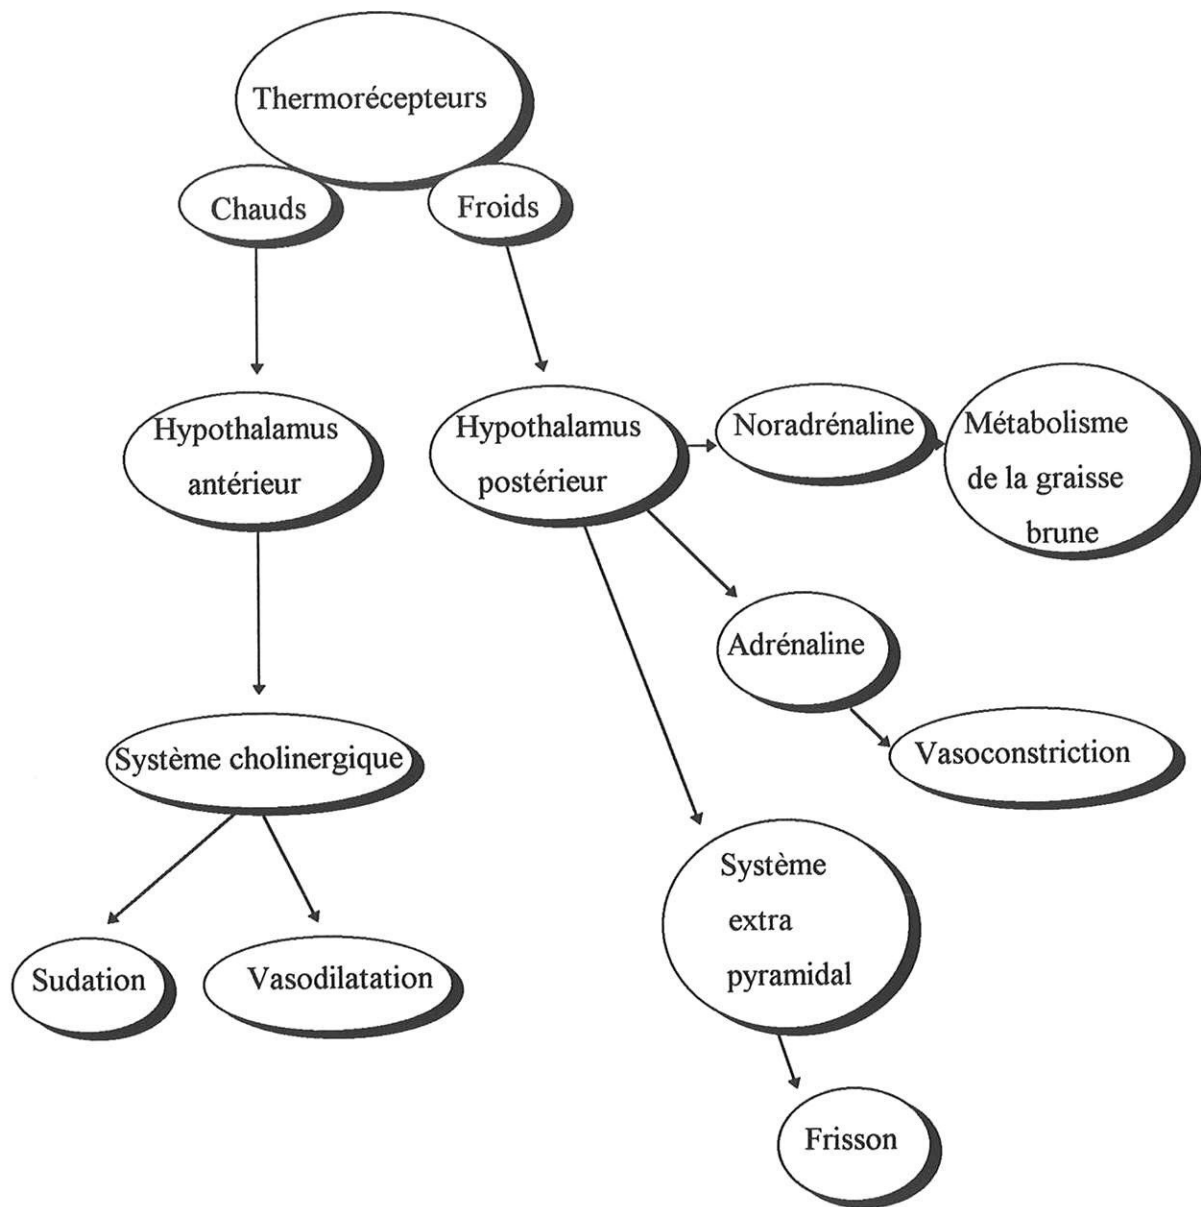 Thermorécepteurs
Chauds
Froids
Hypothalamus
antérieur
Hypothalamus
postérieur
Noradrénaline
Métabolisme
de la graisse
brune
Adrénaline
Vasoconstriction
Système cholinergique
Système
extra
pyramidal
Sudation
Vasodilatation
Frisson